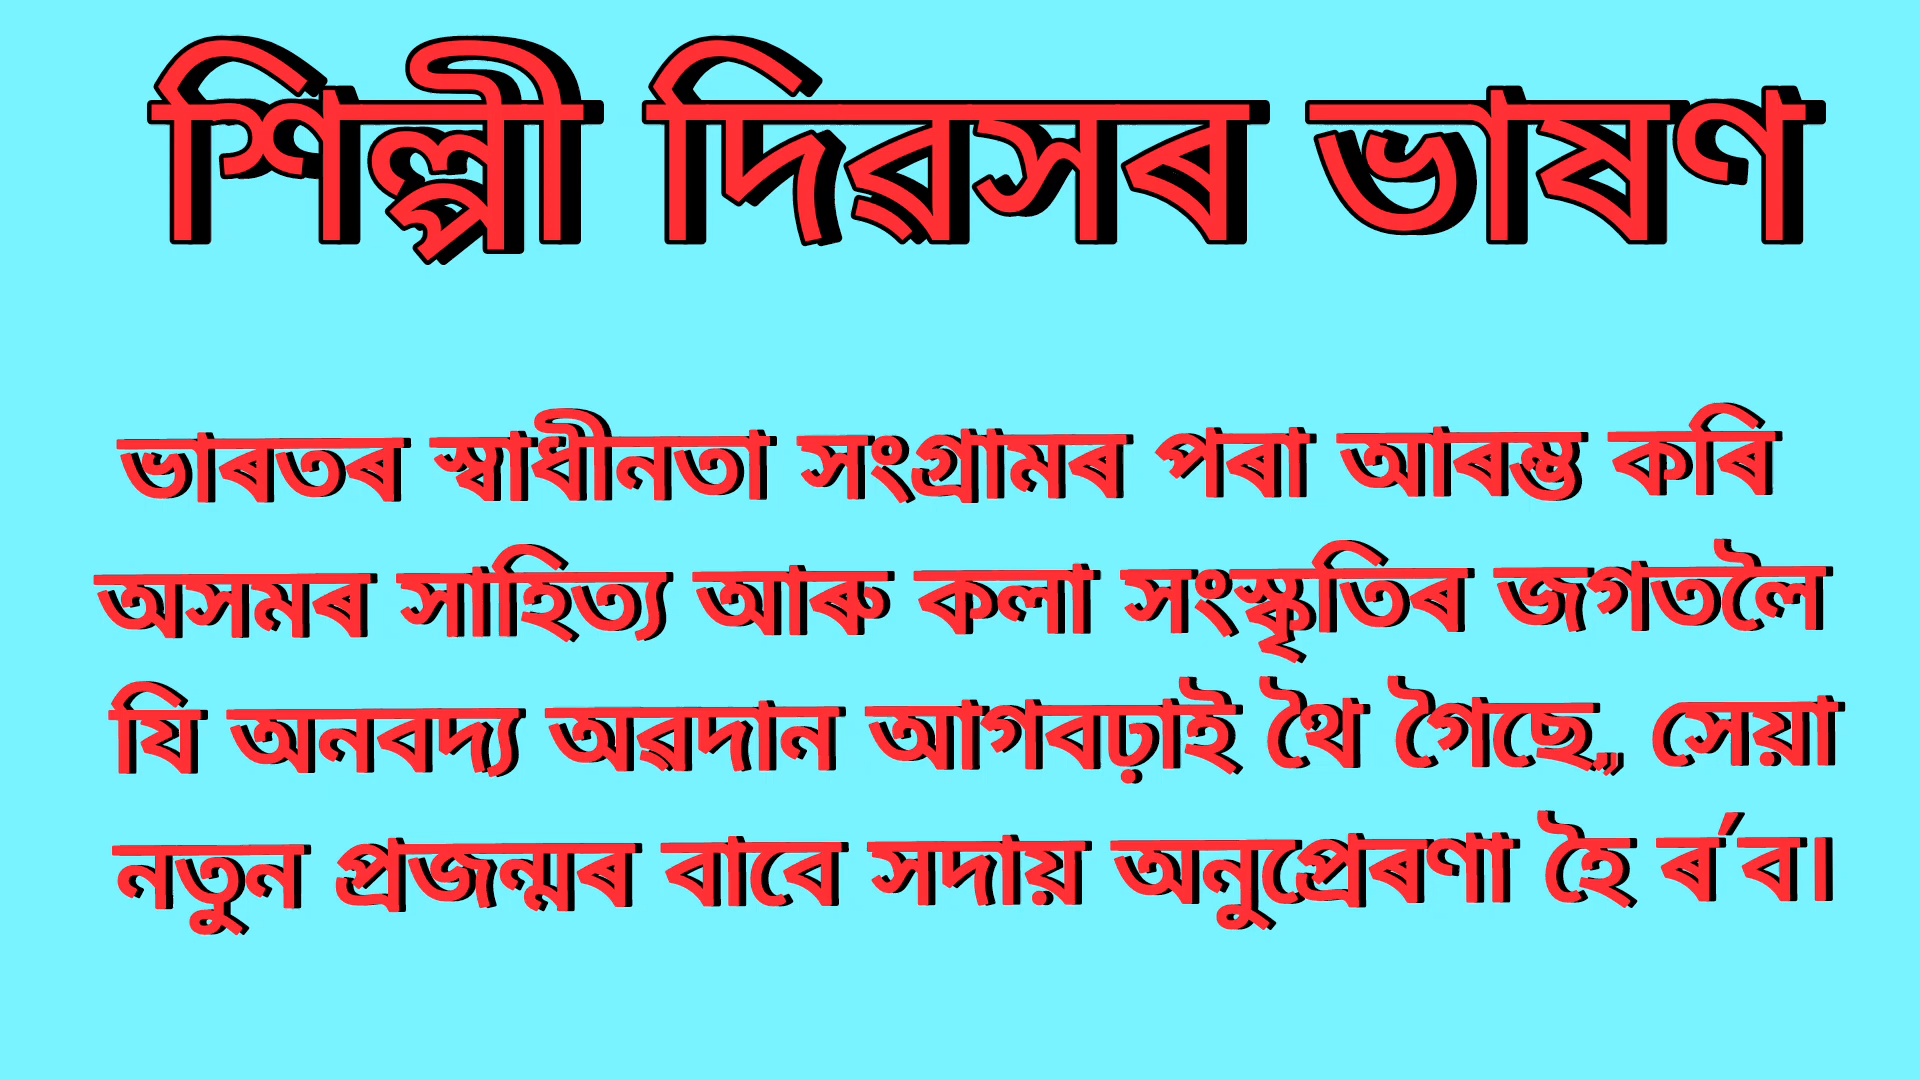 শিল্পী দিৱসৰ ভাষণ
ভাৰতৰ স্বাধীনতা সংগ্ৰামৰ পৰা আৰম্ভ কৰি
অসমৰ সাহিত্য আৰু কলা সংস্কৃতিৰ জগতলৈ
যি অনবদ্য অৱদান আগবঢ়াই থৈ গৈছে,, সেয়া
নতুন প্ৰজন্মৰ বাবে সদায় অনুপ্ৰেৰণা হৈ ৰ'ব।